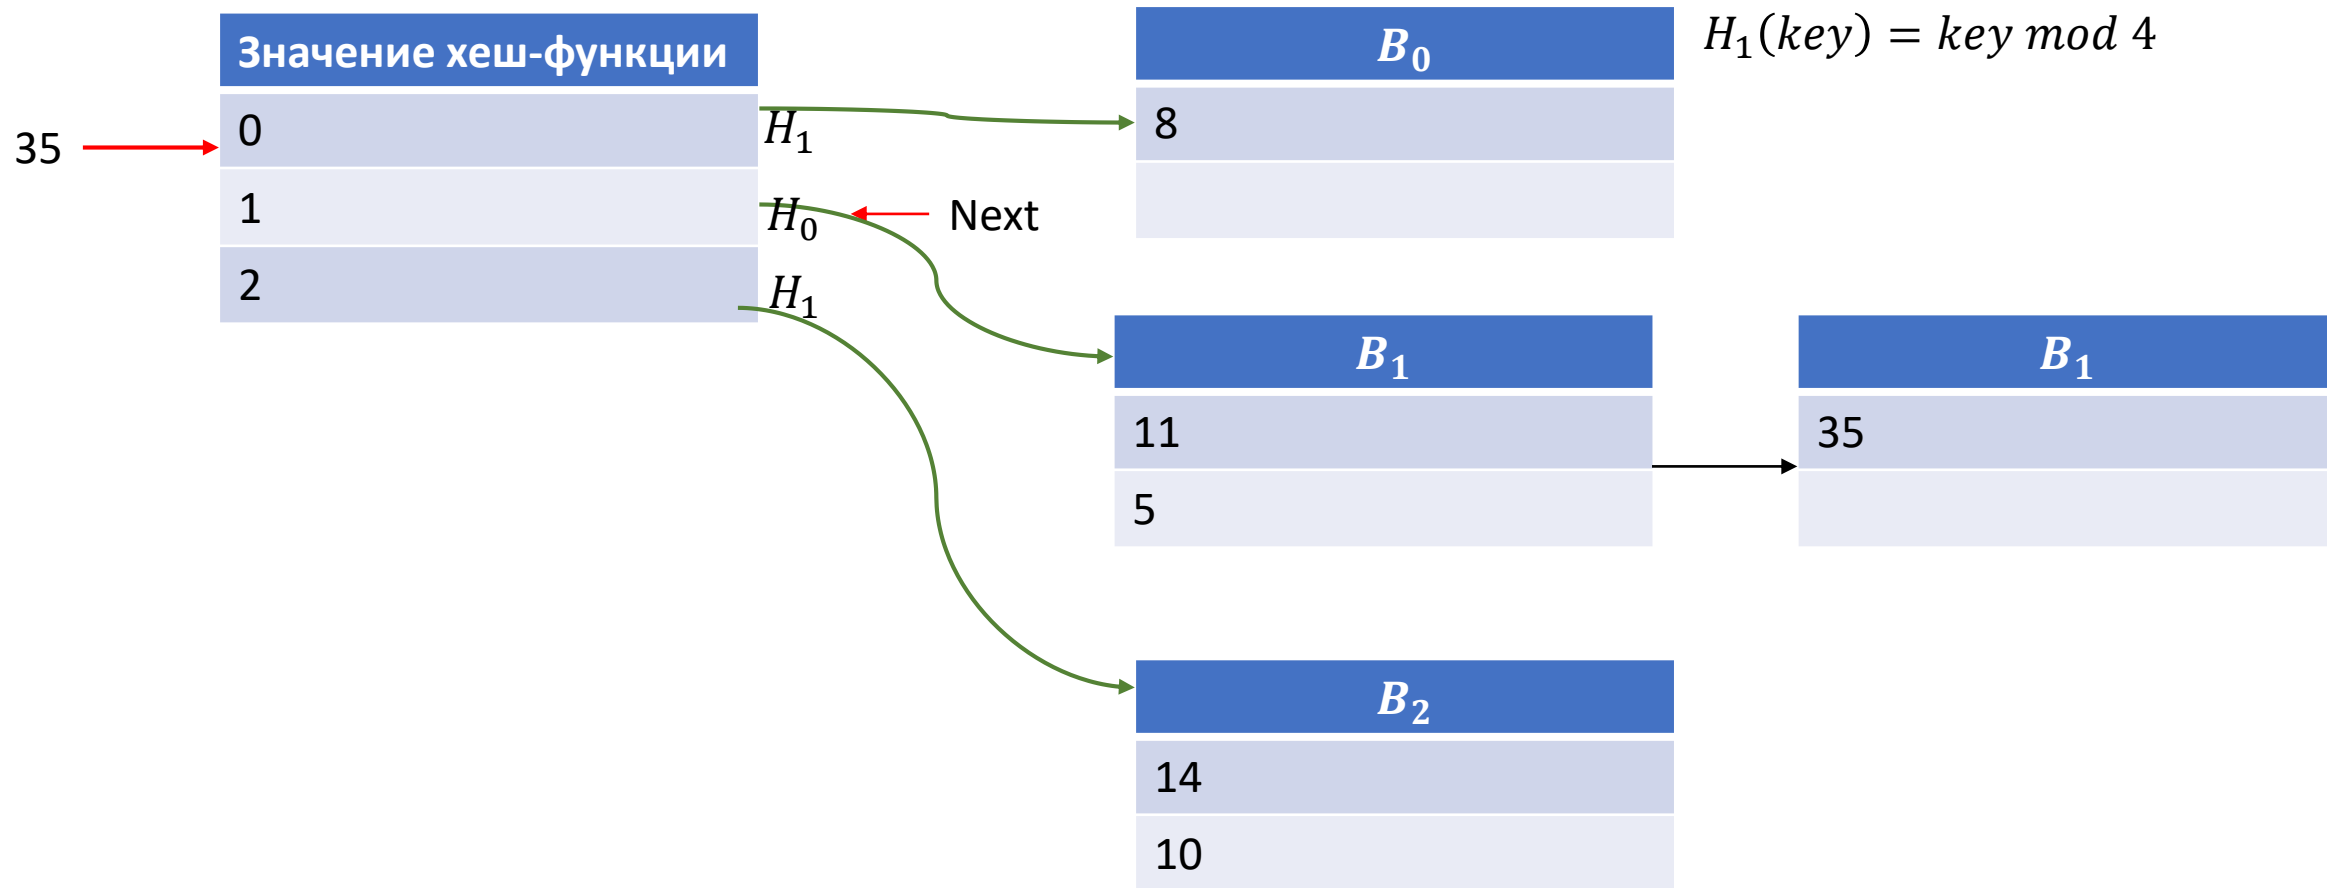 Значение хеш-функции
0
1
2
35
H₁
H₀
H₁
Next
B₀
8
H₁(key) = key mod 4
B₁
11
5
B₁
35
B₂
14
10